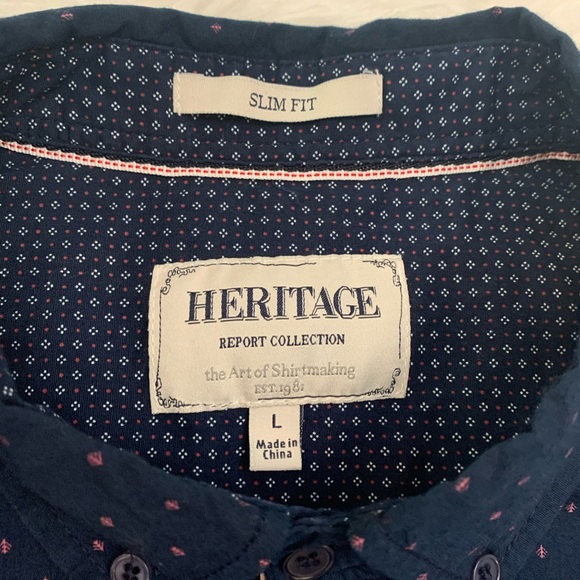 SLIM FIT
HERITAGE
REPORT COLLECTION
the Art of Shirtmaking
EST.1981
L
Made in
China